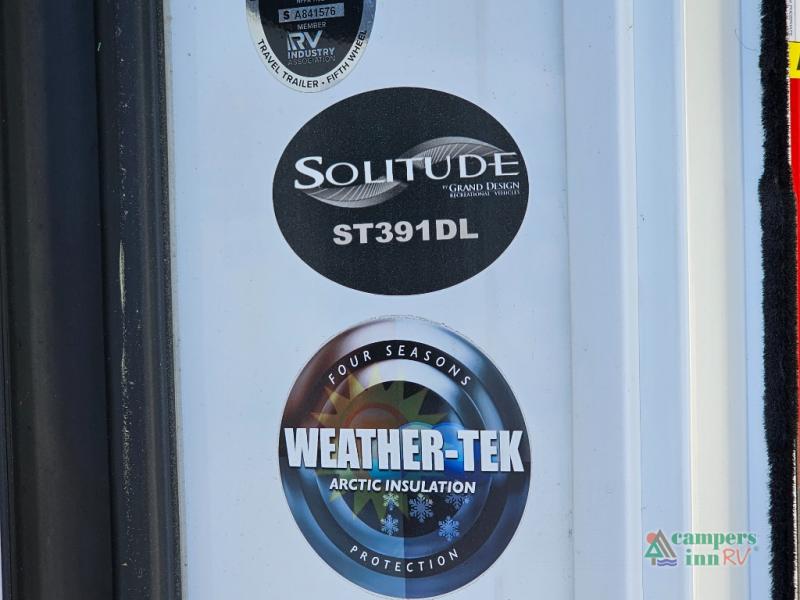 S A841576
MEMBER
RV
INDUSTRY
ASSOCIATION
TRAVEL TRAILER • FIFTH WHEEL
SOLITUDE
BY GRAND DESIGN
RECREATIONAL VEHICLES
ST391DL
FOUR SEASONS
WEATHER-TEK
ARCTIC INSULATION
PROTECTION
campers
inn RV